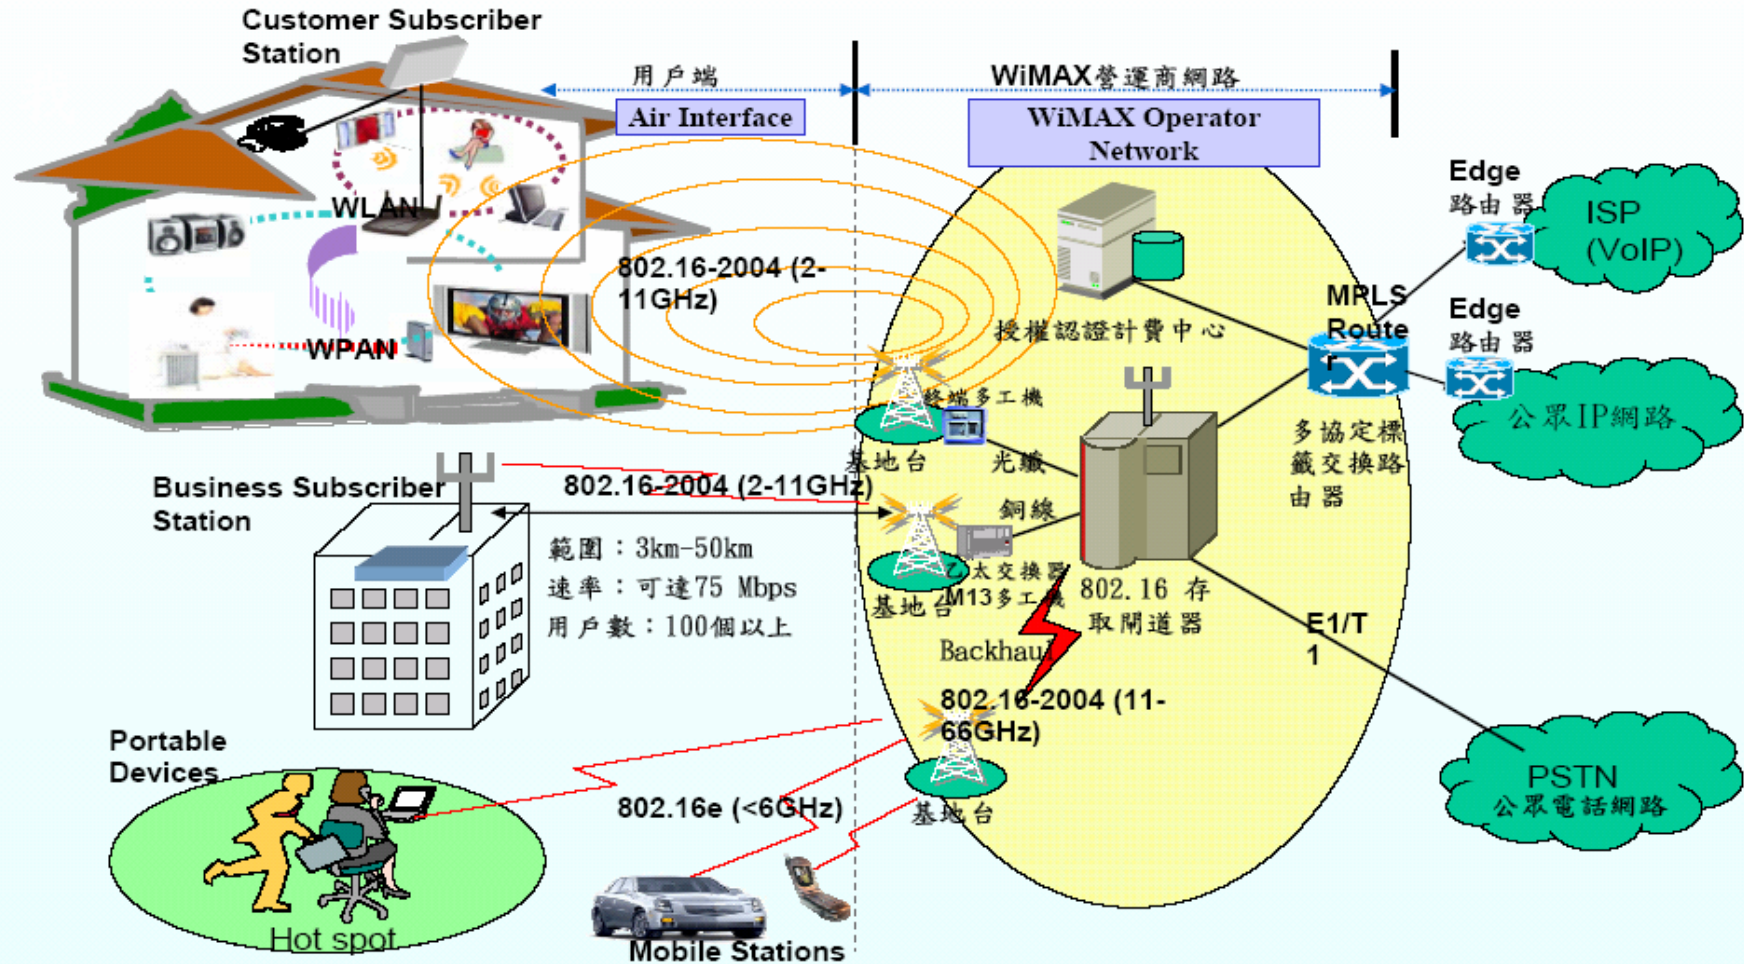 Customer Subscriber
Station
用戶端
WiMAX營運商網路
Air Interface
WiMAX Operator
Network
WLAN
WPAN
802.16-2004 (2-
11GHz)
授權認證計費中心
MPLS
Route
r
Edge
路由器
ISP
(VoIP)
Edge
路由器
公眾IP網路
多協定標
籤交換路
由器
終端多工機
基地台
光纖
Business Subscriber
Station
802.16-2004 (2-11GHz)
範圍：3km-50km
速率：可達75 Mbps
用戶數：100個以上
銅線
乙太交換器
/M13多工機
基地台
802.16 存
取閘道器
Backhaul
802.16-2004 (11-
66GHz)
基地台
E1/T
1
PSTN
公眾電話網路
Portable
Devices
802.16e (<6GHz)
Hot spot
Mobile Stations